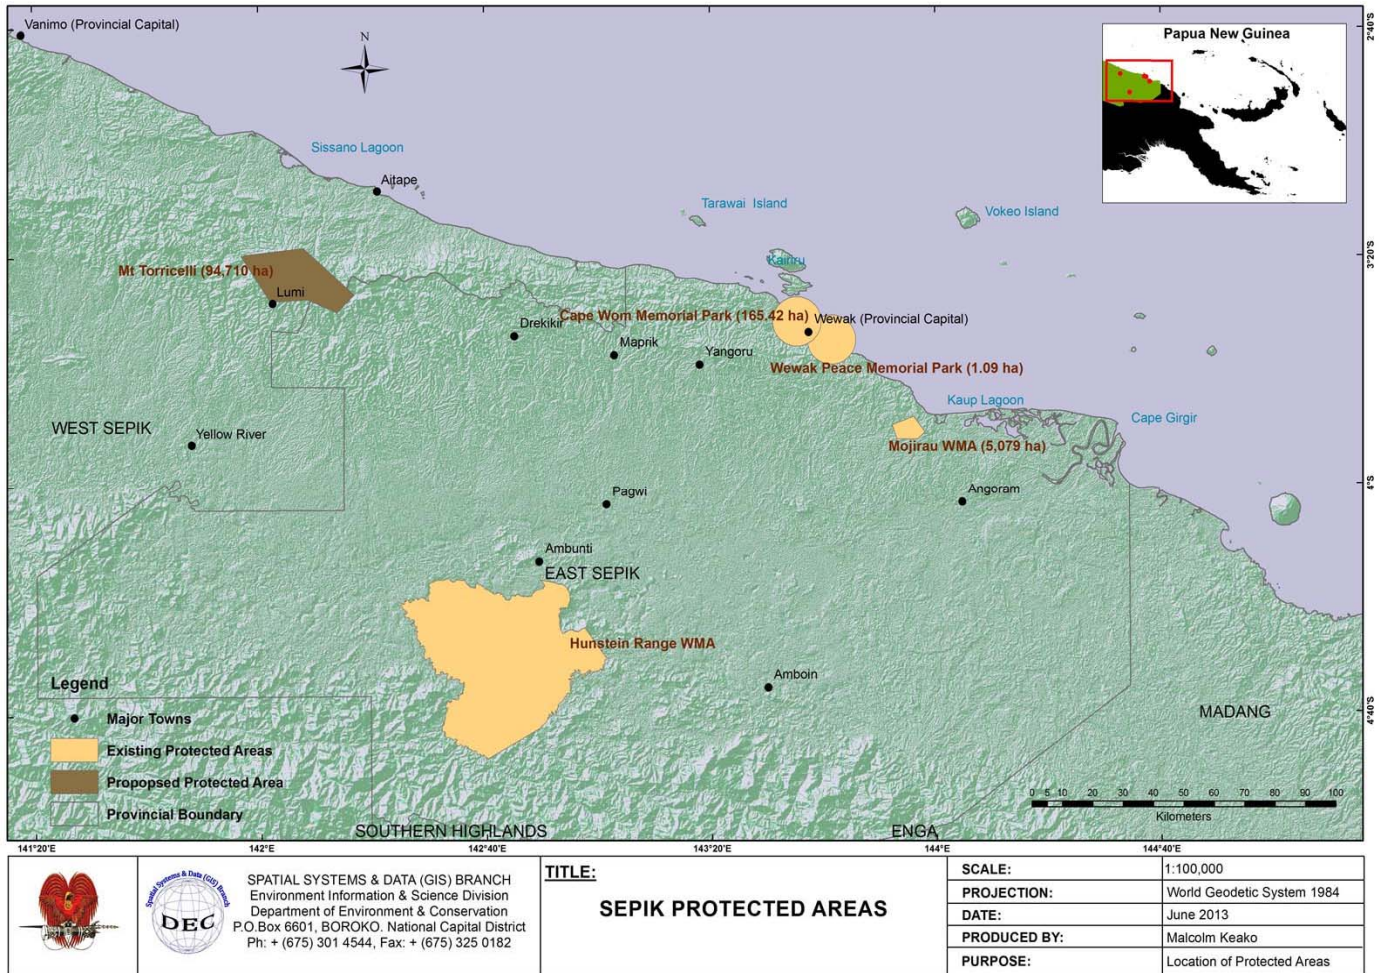 Vanimo (Provincial Capital)
N
Papua New Guinea
2°40'S
Sissano Lagoon
Aitape
Tarawai Island
Vokeo Island
3°20'S
Kairiru
Mt Torricelli (94,710 ha)
Lumi
Cape Wom Memorial Park (165.42 ha)
Wewak (Provincial Capital)
Drekikir
Maprik
Yangoru
Wewak Peace Memorial Park (1.09 ha)
Kaup Lagoon
Cape Girgir
WEST SEPIK
Yellow River
Mojirau WMA (5,079 ha)
4°S
Pagwi
Angoram
Ambunti
EAST SEPIK
Hunstein Range WMA
Amboin
Legend
Major Towns
Existing Protected Areas
Propopsed Protected Area
Provincial Boundary
4°40'S
MADANG
0 5 10 20 30 40 50 60 70 80 90 100
Kilometers
SOUTHERN HIGHLANDS
ENGA
141°20'E
142°E
142°40'E
143°20'E
144°E
144°40'E
Spatial Systems & Data (GIS) Branch
DEC
SPATIAL SYSTEMS & DATA (GIS) BRANCH
Environment Information & Science Division
Department of Environment & Conservation
P.O.Box 6601, BOROKO. National Capital District
Ph: + (675) 301 4544, Fax: + (675) 325 0182
TITLE:
SEPIK PROTECTED AREAS
SCALE: 1:100,000
PROJECTION: World Geodetic System 1984
DATE: June 2013
PRODUCED BY: Malcolm Keako
PURPOSE: Location of Protected Areas